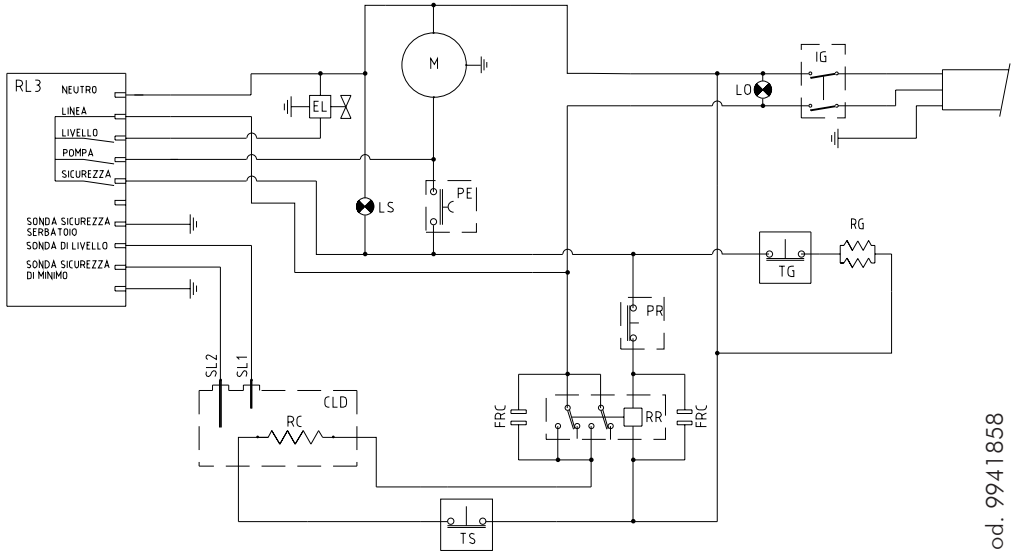 RL3
NEUTRO
LINEA
LIVELLO
POMPA
SICUREZZA
SONDA SICUREZZA
SERBATOIO
SONDA DI LIVELLO
SONDA SICUREZZA
DI MINIMO
EL
M
LS
PE
LO
IG
TG
RG
PR
SL2
SL1
CLD
RC
FRC
RR
FRC
TS
od. 9941858